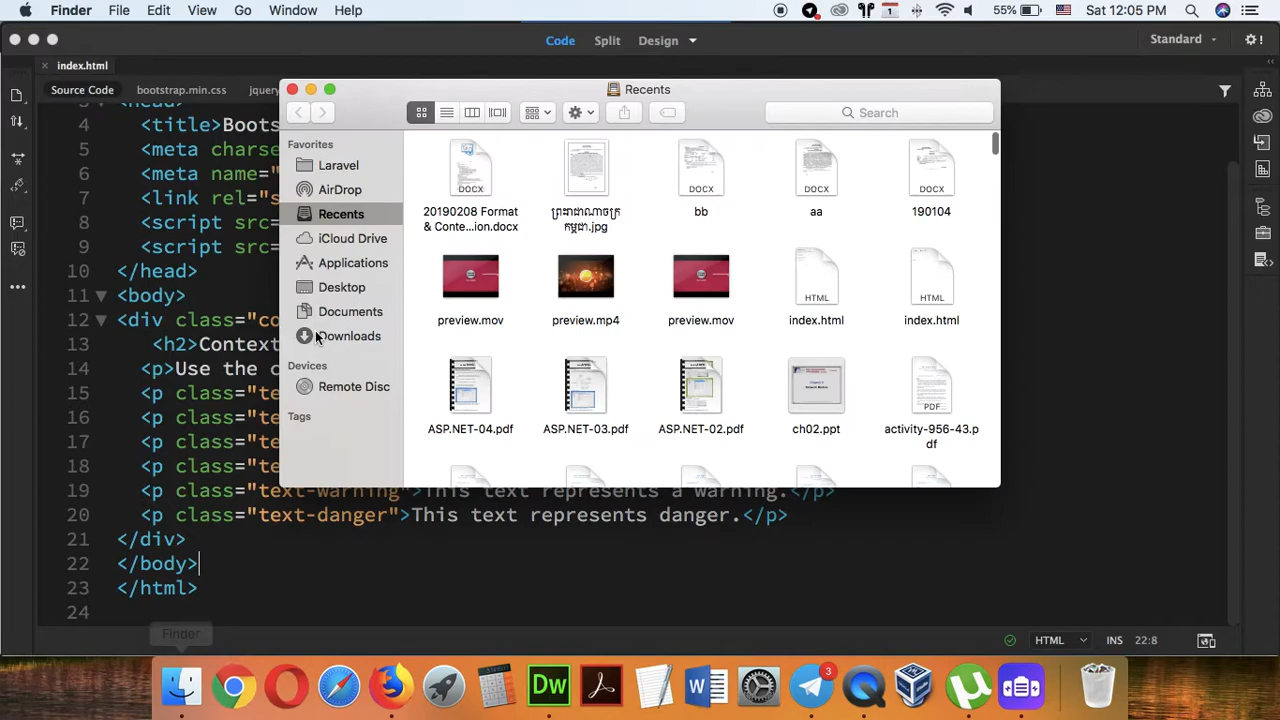 Finder File Edit View Go Window Help 1 55% Sat 12:05 PM
Code Split Design Standard
index.html
Source Code bootstrap.min.css
Recents
Search
Favorites
Laravel
AirDrop
Recents
iCloud Drive
Applications
Desktop
Documents
Downloads
Devices
Remote Disc
Tags
DOCX DOCX DOCX DOCX
20190208 Format & Conte...ion.docx
bb
aa
190104
HTML HTML
preview.mov
preview.mp4
preview.mov
index.html
index.html
PDF
ASP.NET-04.pdf
ASP.NET-03.pdf
ASP.NET-02.pdf
ch02.ppt
activity-956-43.p
df
4 <title>Boots
5 <meta charse
6 <meta name="
7 <link rel="s
8 <script src=
9 <script src=
10 </head>
11 <body>
12 <div class="co
13 <h2>Context
14 <p>Use the c
15 <p class="te
16 <p class="te
17 <p class="te
18 <p class="te
19 <p class="text-warning">This text represents a warning.</p>
20 <p class="text-danger">This text represents danger.</p>
21 </div>
22 </body>
23 </html>
24
Finder
HTML INS 22:8
Dw
3